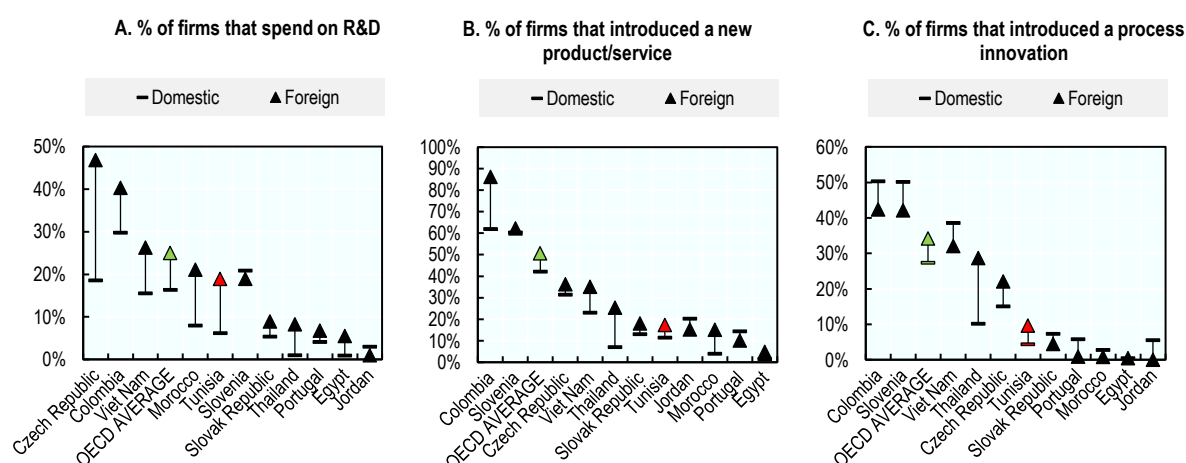 A. % of firms that spend on R&D
Domestic
Foreign
50%
40%
30%
20%
10%
0%
Czech Republic
Colombia
Viet Nam
OECD AVERAGE
Morocco
Tunisia
Slovenia
Slovak Republic
Thailand
Portugal
Egypt
Jordan
B. % of firms that introduced a new
product/service
Domestic
Foreign
100%
90%
80%
70%
60%
50%
40%
30%
20%
10%
0%
Colombia
Slovenia
OECD AVERAGE
Czech Republic
Viet Nam
Thailand
Slovak Republic
Tunisia
Jordan
Morocco
Portugal
Egypt
C. % of firms that introduced a process
innovation
Domestic
Foreign
60%
50%
40%
30%
20%
10%
0%
Colombia
Slovenia
OECD AVERAGE
Viet Nam
Thailand
Czech Republic
Tunisia
Slovak Republic
Portugal
Morocco
Egypt
Jordan